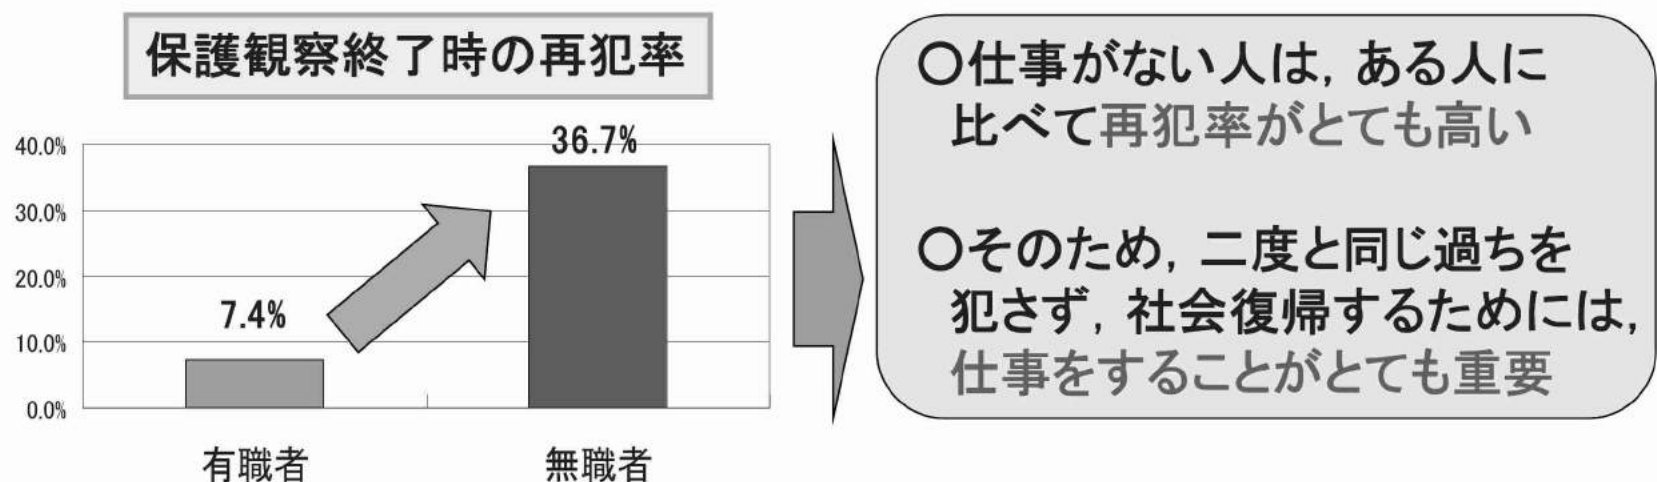 保護観察終了時の再犯率
40.0%
30.0%
20.0%
10.0%
0.0%
7.4%
36.7%
有職者
無職者
○仕事がない人は，ある人に
比べて再犯率がとても高い
○そのため，二度と同じ過ちを
犯さず，社会復帰するためには，
仕事をすることがとても重要